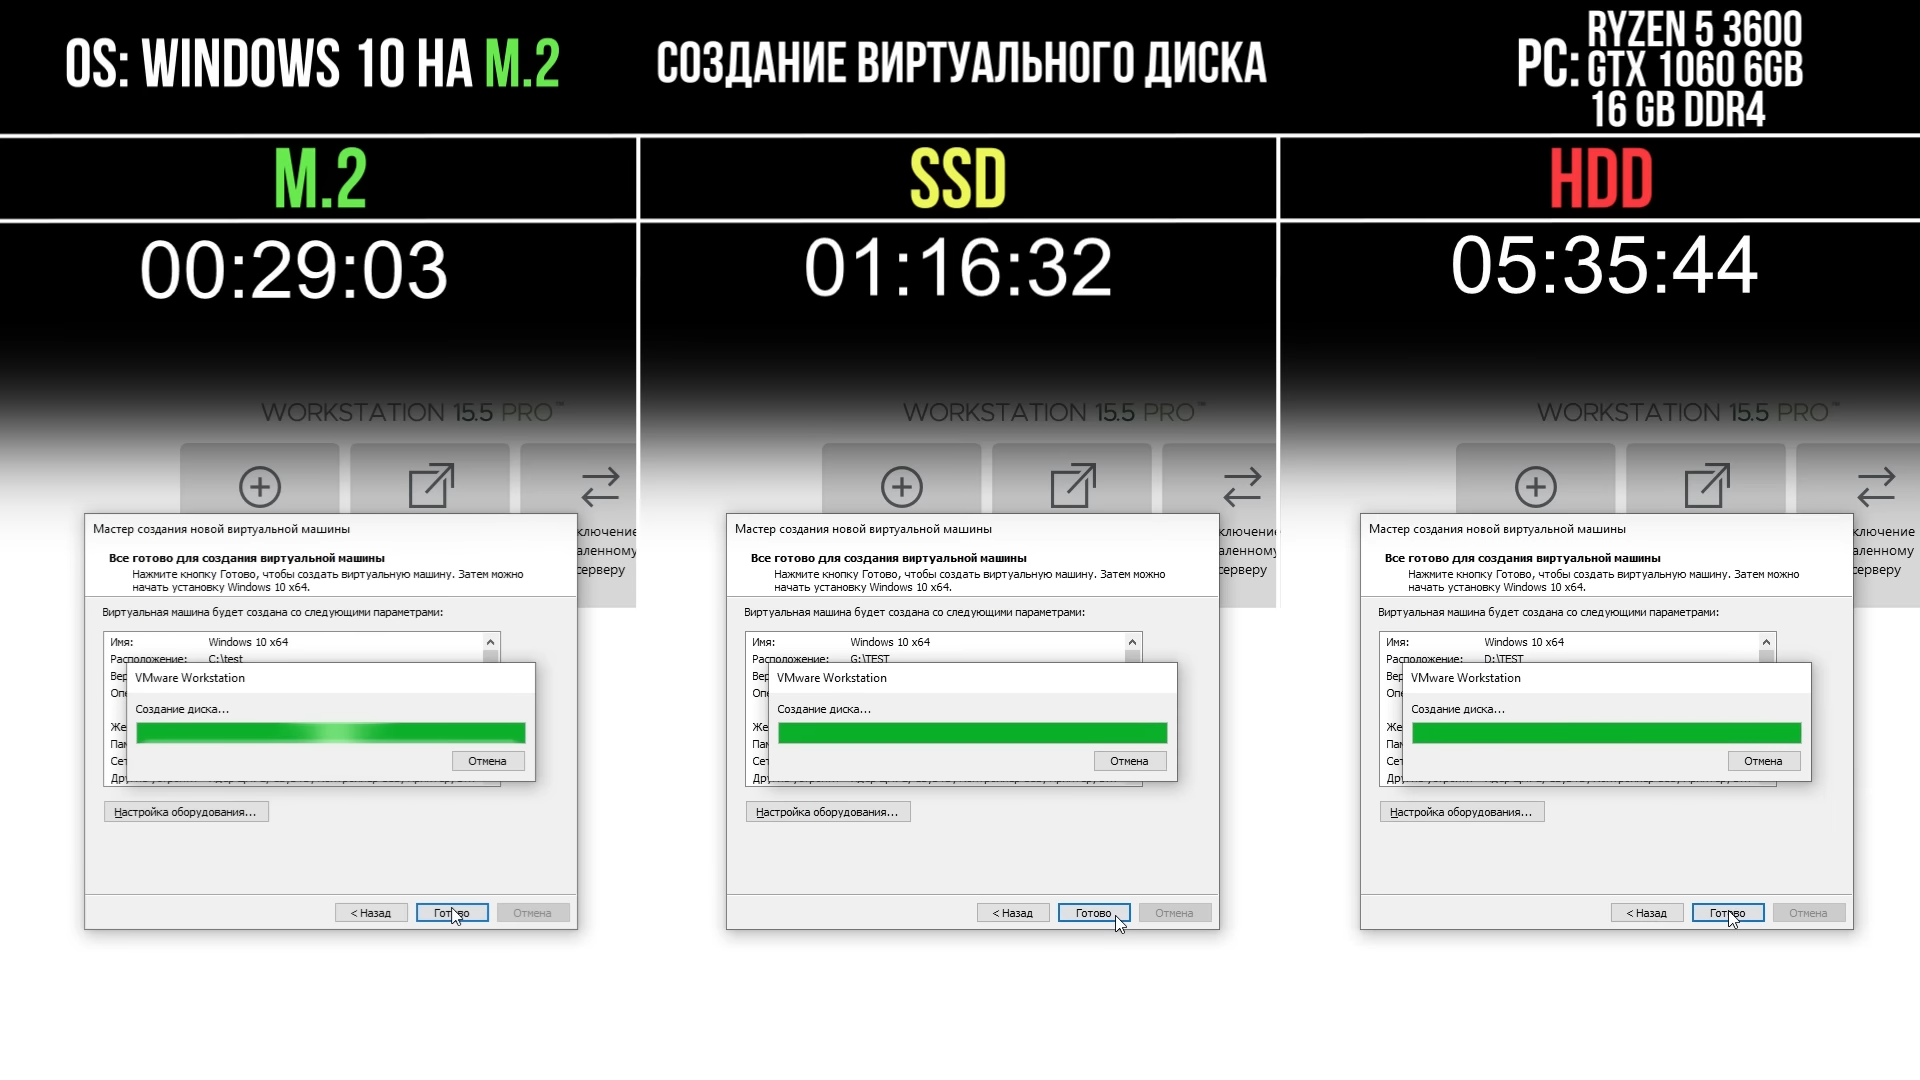 OS: WINDOWS 10 НА M.2
СОЗДАНИЕ ВИРТУАЛЬНОГО ДИСКА
PC: RYZEN 5 3600
GTX 1060 6GB
16 GB DDR4
M.2
SSD
HDD
00:29:03
01:16:32
05:35:44
WORKSTATION 15.5 PRO™
ключение
аленному
серверу
Мастер создания новой виртуальной машины
Все готово для создания виртуальной машины
Нажмите кнопку Готово, чтобы создать виртуальную машину. Затем можно
начать установку Windows 10 x64.
Виртуальная машина будет создана со следующими параметрами:
Имя: Windows 10 x64
Расположение: C:\test
Вер
Опе
VMware Workstation
Создание диска...
Же
Пам
Сет
Отмена
Настройка оборудования...
< Назад
Готово
Отмена
WORKSTATION 15.5 PRO™
ключение
аленному
серверу
Мастер создания новой виртуальной машины
Все готово для создания виртуальной машины
Нажмите кнопку Готово, чтобы создать виртуальную машину. Затем можно
начать установку Windows 10 x64.
Виртуальная машина будет создана со следующими параметрами:
Имя: Windows 10 x64
Расположение: G:\TEST
Вер
Опе
VMware Workstation
Создание диска...
Же
Пам
Сет
Отмена
Настройка оборудования...
< Назад
Готово
Отмена
WORKSTATION 15.5 PRO™
ключение
аленному
серверу
Мастер создания новой виртуальной машины
Все готово для создания виртуальной машины
Нажмите кнопку Готово, чтобы создать виртуальную машину. Затем можно
начать установку Windows 10 x64.
Виртуальная машина будет создана со следующими параметрами:
Имя: Windows 10 x64
Расположение: D:\TEST
Вер
Опе
VMware Workstation
Создание диска...
Же
Пам
Сет
Отмена
Настройка оборудования...
< Назад
Готово
Отмена